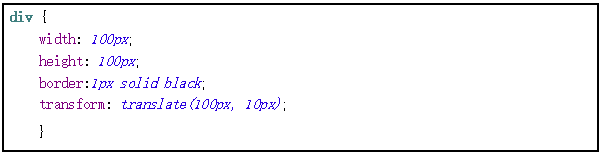 div {
width: 100px;
height: 100px;
border:1px solid black;
transform: translate(100px, 10px);
}